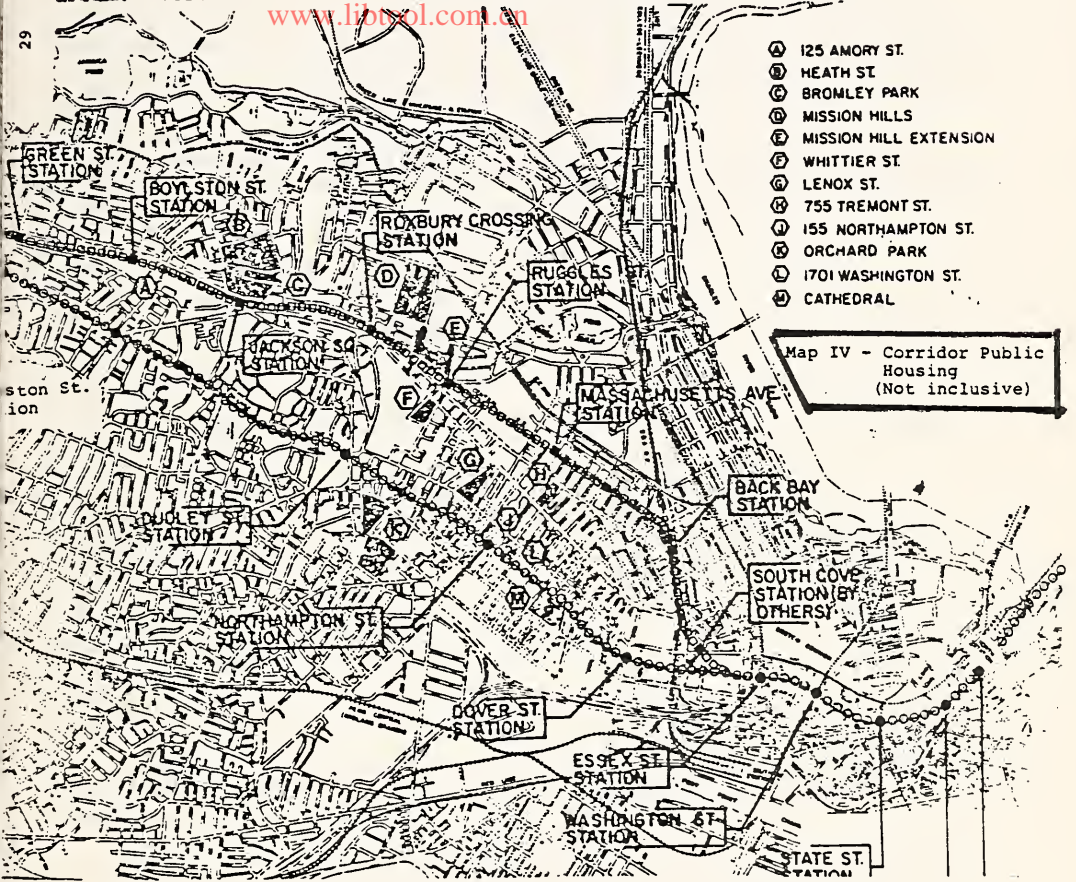 www.libtool.com.cn
29
Ⓐ 125 AMORY ST.
Ⓑ HEATH ST.
Ⓒ BROMLEY PARK
Ⓓ MISSION HILLS
Ⓔ MISSION HILL EXTENSION
Ⓕ WHITTIER ST.
Ⓖ LENOX ST.
Ⓗ 755 TREMONT ST.
Ⓙ 155 NORTHAMPTON ST.
Ⓚ ORCHARD PARK
Ⓛ 1701 WASHINGTON ST.
Ⓜ CATHEDRAL
Map IV - Corridor Public
Housing
(Not inclusive)
GREEN ST.
STATION
BOYLSTON ST.
STATION
B
ROXBURY CROSSING
STATION
D
RUGGLES ST.
STATION
A
C
E
JACKSON SQ.
STATION
ston St.
ion
F
MASSACHUSETTS AVE
STATION
G
H
BACK BAY
STATION
DUDLEY ST.
STATION
K
J
L
SOUTH COVE
STATION (BY
OTHERS)
M
NORTHAMPTON ST.
STATION
DOVER ST.
STATION
ESSEX ST.
STATION
WASHINGTON ST.
STATION
STATE ST.
STATION